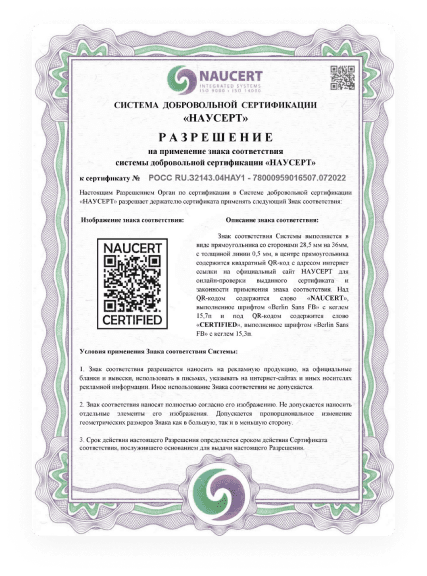 NAUCERT
INTEGRATED SYSTEMS
ISO 9000 • ISO 14000
СИСТЕМА ДОБРОВОЛЬНОЙ СЕРТИФИКАЦИИ
«НАУСЕРТ»
РАЗРЕШЕНИЕ
на применение знака соответствия
системы добровольной сертификации «НАУСЕРТ»
к сертификату № РОСС RU.32143.04НАУ1 - 78000959016507.072022
Настоящим Разрешением Орган по сертификации в Системе добровольной сертификации
«НАУСЕРТ» разрешает держателю сертификата применять следующий Знак соответствия:
Изображение знака соответствия:
NAUCERT
CERTIFIED
Описание знака соответствия:
Знак соответствия Системы выполняется в
виде прямоугольника со сторонами 28,5 мм на 36мм,
с толщиной линии 0,5 мм, в центре прямоугольника
содержится квадратный QR-код с адресом интернет
ссылки на официальный сайт НАУСЕРТ для
онлайн-проверки выданного сертификата и
законности применения знака соответствия. Над
QR-кодом содержится слово «NAUCERT»,
выполненное шрифтом «Berlin Sans FB» с кеглем
15,7п и под QR-кодом содержится слово
«CERTIFIED», выполненное шрифтом «Berlin Sans
FB» с кеглем 15,3п.
Условия применения Знака соответствия Системы:
1. Знак соответствия разрешается наносить на рекламную продукцию, на официальные
бланки и вывески, использовать в письмах, указывать на интернет-сайтах и иных носителях
рекламной информации. Иное использование Знака соответствия не допускается.
2. Знак соответствия наносят полностью согласно его изображению. Не допускается наносить
отдельные элементы его изображения. Допускается пропорциональное изменение
геометрических размеров Знака как в большую, так и в меньшую сторону.
3. Срок действия настоящего Разрешения определяется сроком действия Сертификата
соответствия, послужившего основанием для выдачи настоящего Разрешения.